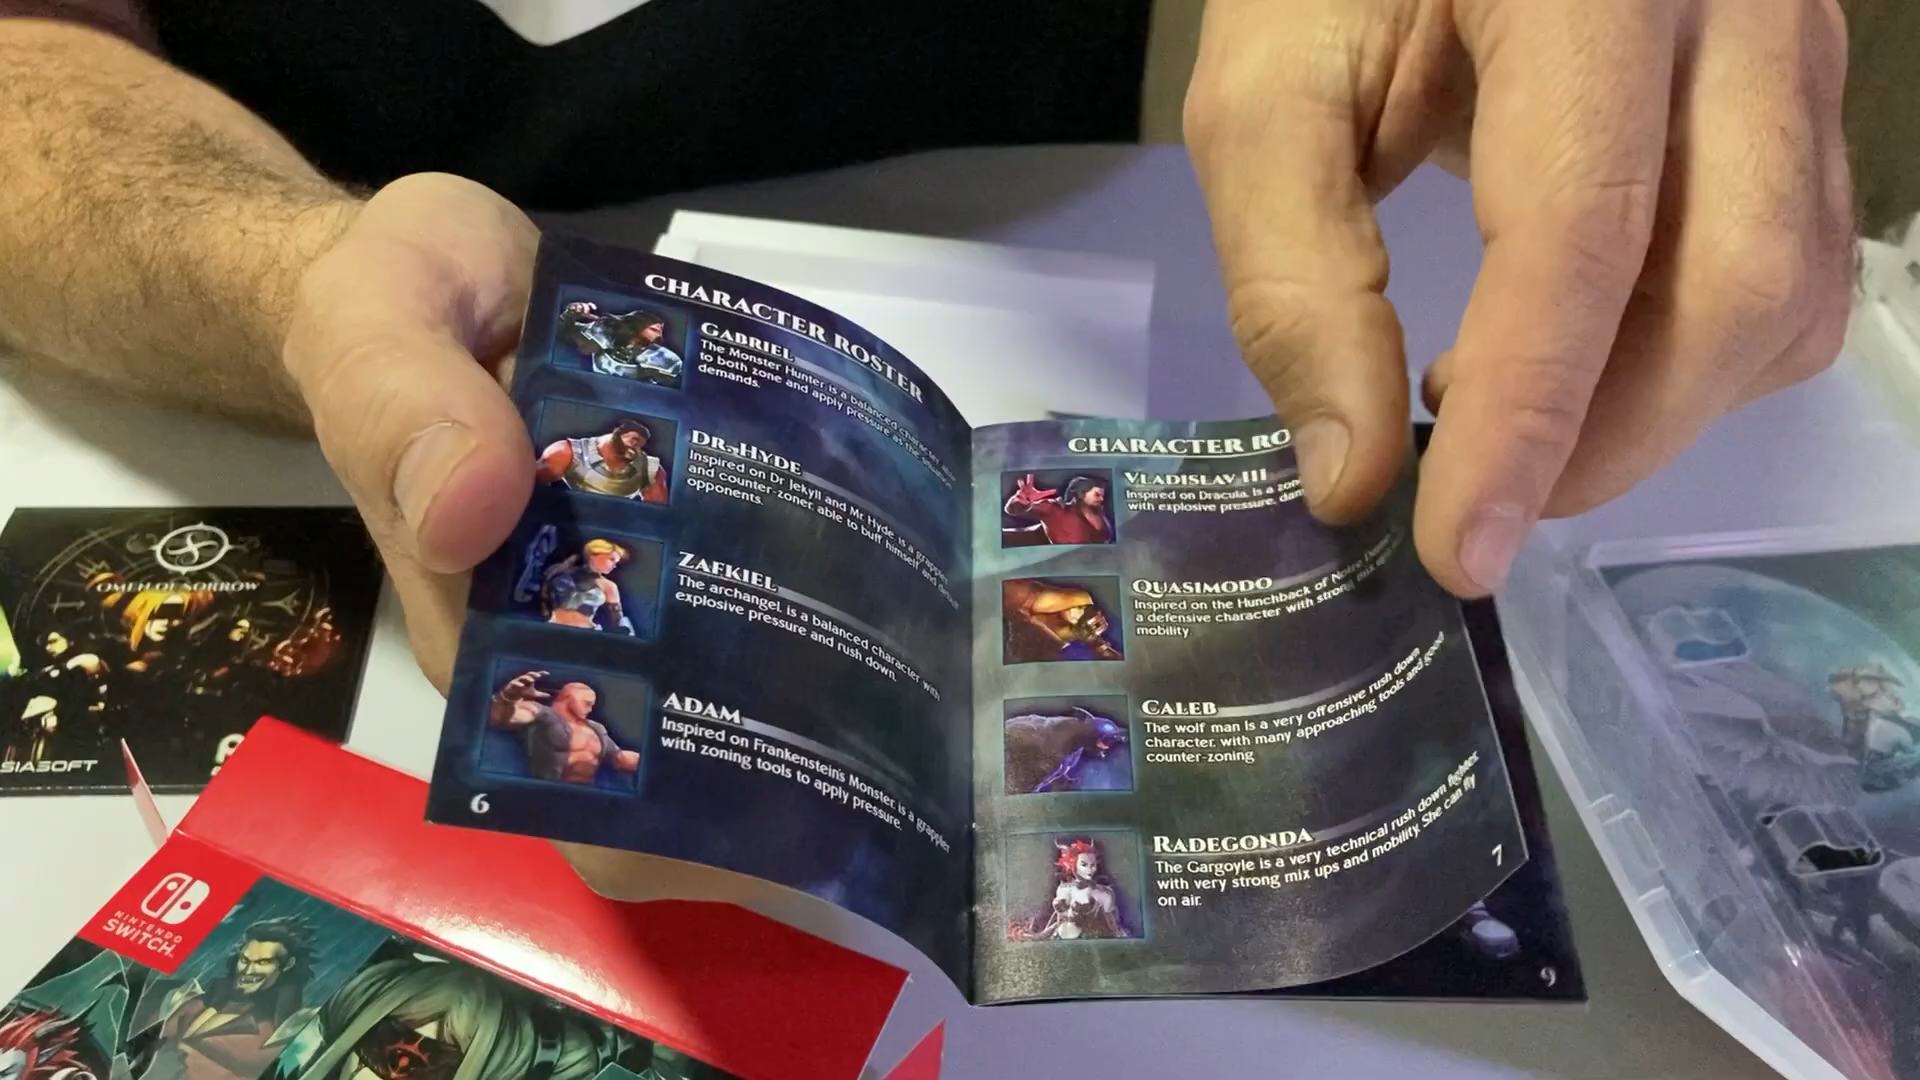 CHARACTER ROSTER
GABRIEL
The Monster Hunter is a balanced character, able
to both zone and apply pressure as the situation
demands.
DR. HYDE
Inspired on Dr Jekyll and Mr. Hyde is a grappler
and counter-zoner, able to buff himself and debuff
opponents.
ZAFKIEL
The archangel, is a balanced character with
explosive pressure and rush down.
ADAM
Inspired on Frankenstein's Monster, is a grappler
with zoning tools to apply pressure.
6
CHARACTER RO
VLADISLAV III
Inspired on Dracula, is a
with explosive pressure,
QUASIMODO
Inspired on the Hunchback of Notre Dame
a defensive character with strong mix
mobility.
CALEB
The wolf man is a very offensive rush down
character, with many approaching tools and good
counter-zoning
RADEGONDA
The Gargoyle is a very technical rush down fighter,
with very strong mix ups and mobility. She can fly
on air.
7
9
OMEN OF SORROW
SIASOFT
NINTENDO
SWITCH